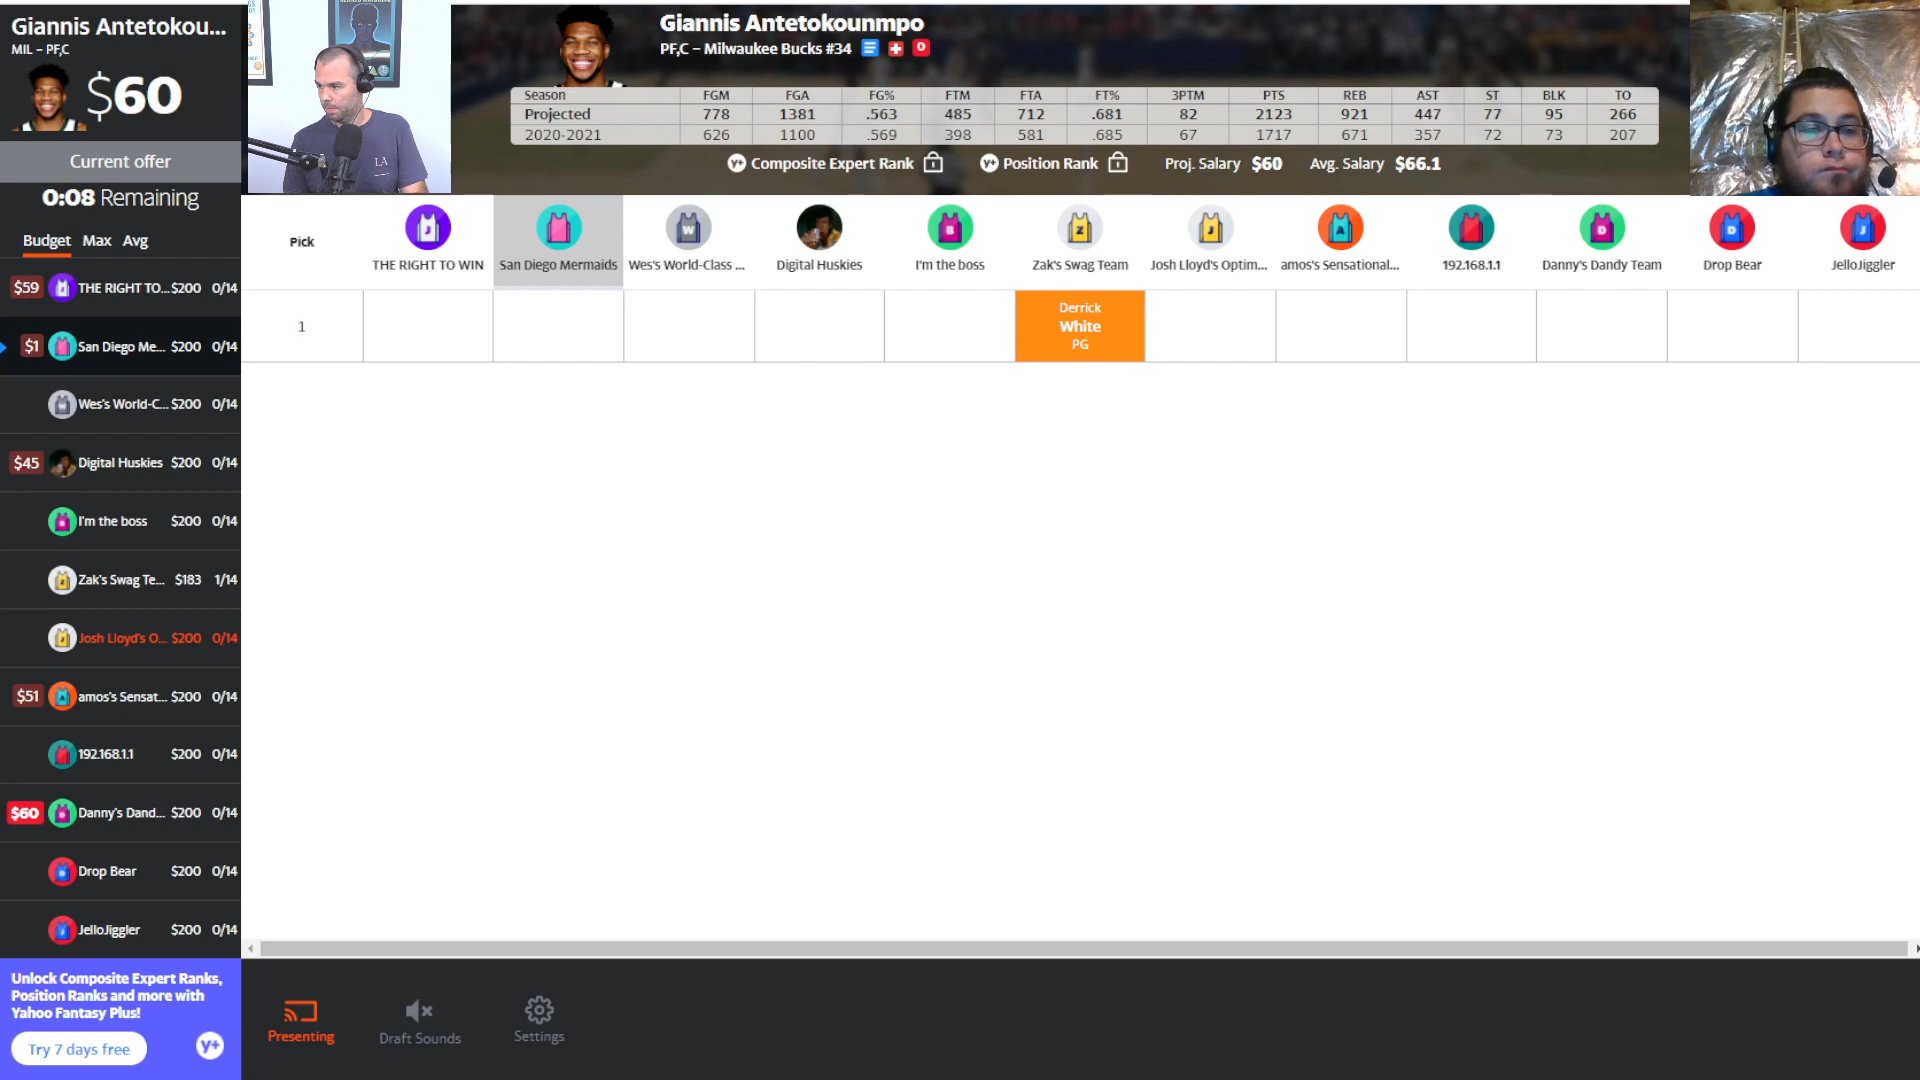 Giannis Antetokou...
MIL – PF,C
$60
Current offer
0:08 Remaining
Budget Max Avg
$59 THE RIGHT TO... $200 0/14
$1 San Diego Me... $200 0/14
Wes's World-C... $200 0/14
$45 Digital Huskies $200 0/14
I'm the boss $200 0/14
Zak's Swag Te... $183 1/14
Josh Lloyd's O... $200 0/14
$51 amos's Sensat... $200 0/14
192.168.1.1 $200 0/14
$60 Danny's Dand... $200 0/14
Drop Bear $200 0/14
JelloJiggler $200 0/14
Unlock Composite Expert Ranks,
Position Ranks and more with
Yahoo Fantasy Plus!
Try 7 days free
y+
Giannis Antetokounmpo
PF,C – Milwaukee Bucks #34
Season FGM FGA FG% FTM FTA FT% 3PTM PTS REB AST ST BLK TO
Projected 778 1381 .563 485 712 .681 82 2123 921 447 77 95 266
2020-2021 626 1100 .569 398 581 .685 67 1717 671 357 72 73 207
y+ Composite Expert Rank y+ Position Rank Proj. Salary $60 Avg. Salary $66.1
LA
Pick THE RIGHT TO WIN San Diego Mermaids Wes's World-Class ... Digital Huskies I'm the boss Zak's Swag Team Josh Lloyd's Optim... amos's Sensational... 192.168.1.1 Danny's Dandy Team Drop Bear JelloJiggler
1
Derrick
White
PG
Presenting Draft Sounds Settings